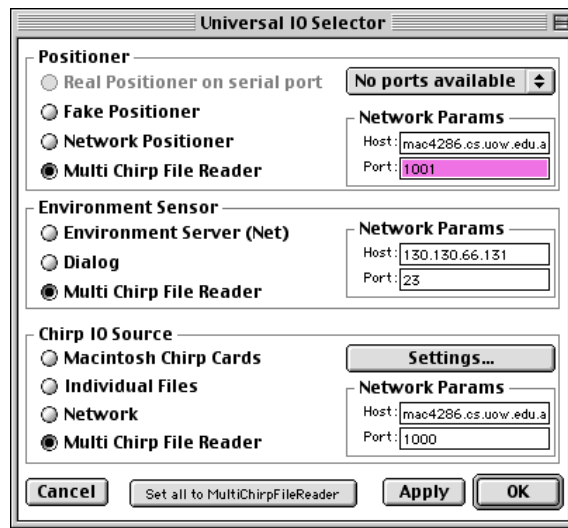 Universal IO Selector
Positioner
Real Positioner on serial port
No ports available
Fake Positioner
Network Positioner
Multi Chirp File Reader
Network Params
Host: mac4286.cs.uow.edu.a
Port: 1001
Environment Sensor
Environment Server (Net)
Dialog
Multi Chirp File Reader
Network Params
Host: 130.130.66.131
Port: 23
Chirp IO Source
Macintosh Chirp Cards
Individual Files
Network
Multi Chirp File Reader
Settings...
Network Params
Host: mac4286.cs.uow.edu.a
Port: 1000
Cancel
Set all to MultiChirpFileReader
Apply
OK